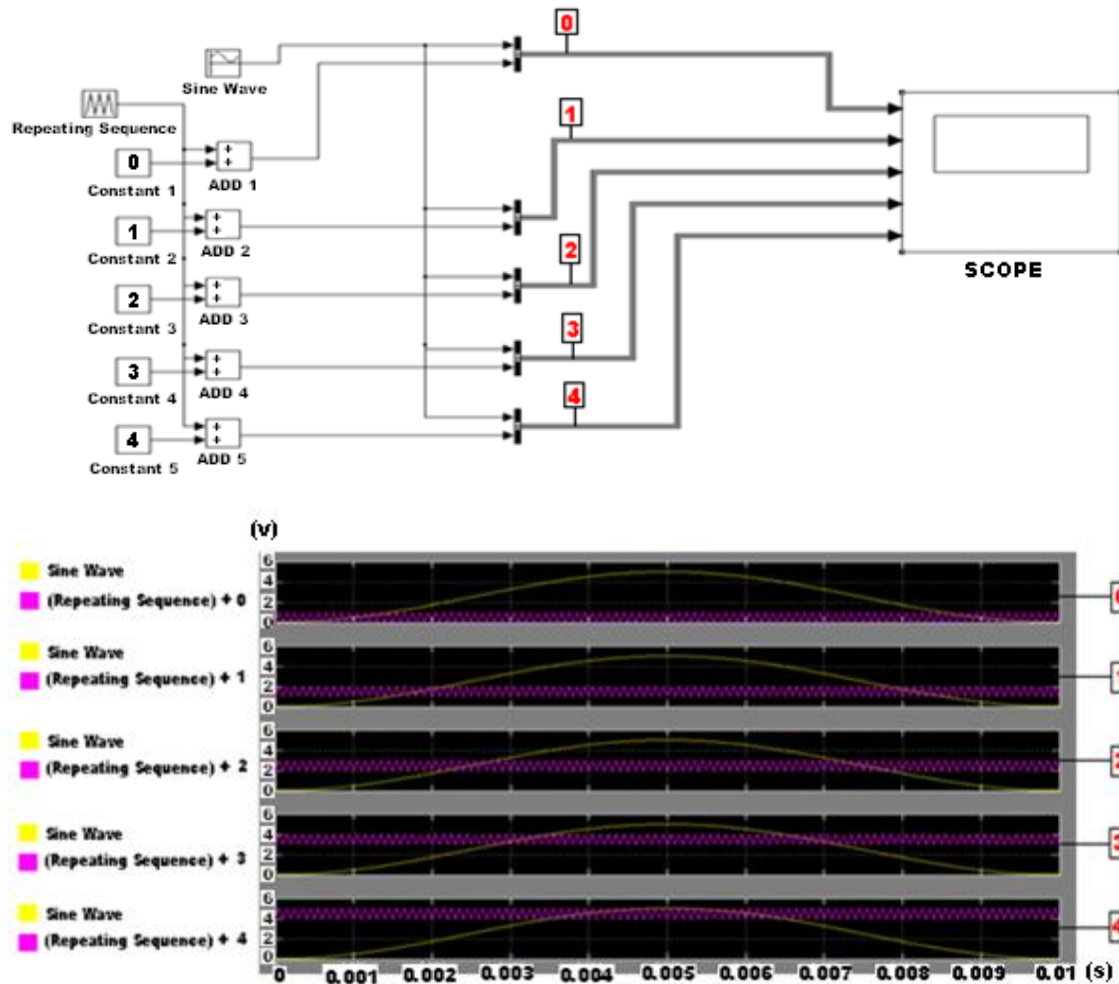 0
Sine Wave
Repeating Sequence
1
0
+
+
Constant 1
ADD 1
1
+
+
Constant 2
ADD 2
2
SCOPE
2
+
+
Constant 3
ADD 3
3
3
+
+
Constant 4
ADD 4
4
4
+
+
Constant 5
ADD 5
(v)
Sine Wave
(Repeating Sequence) + 0
6
4
2
0
0
Sine Wave
(Repeating Sequence) + 1
6
4
2
0
1
Sine Wave
(Repeating Sequence) + 2
6
4
2
0
2
Sine Wave
(Repeating Sequence) + 3
6
4
2
0
3
Sine Wave
(Repeating Sequence) + 4
6
4
2
0
4
0 0.001 0.002 0.003 0.004 0.005 0.006 0.007 0.008 0.009 0.01 (s)